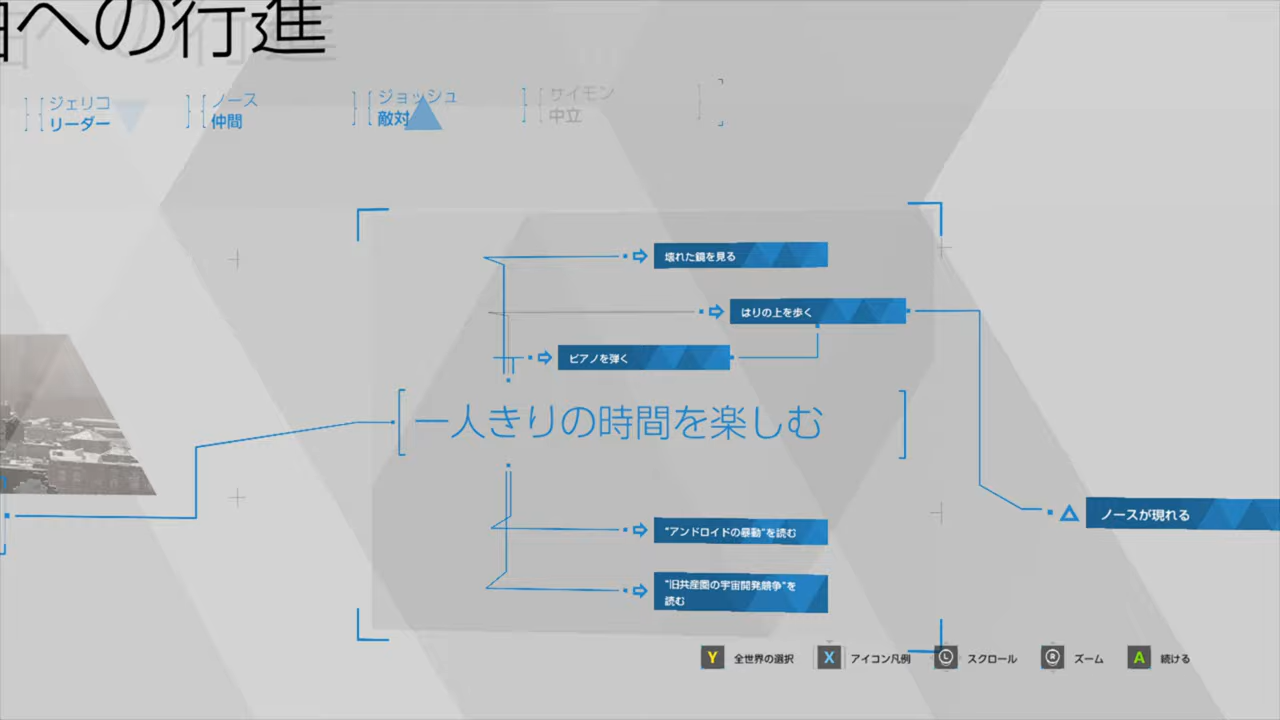 への行進
ジェリコ
リーダー
ノース
仲間
ジョッシュ
敵対
サイモン
中立
壊れた鏡を見る
はりの上を歩く
ピアノを弾く
一人きりの時間を楽しむ
"アンドロイドの暴動"を読む
"旧共産圏の宇宙開発競争"を
読む
ノースが現れる
Y 全世界の選択
X アイコン凡例
L スクロール
R ズーム
A 続ける